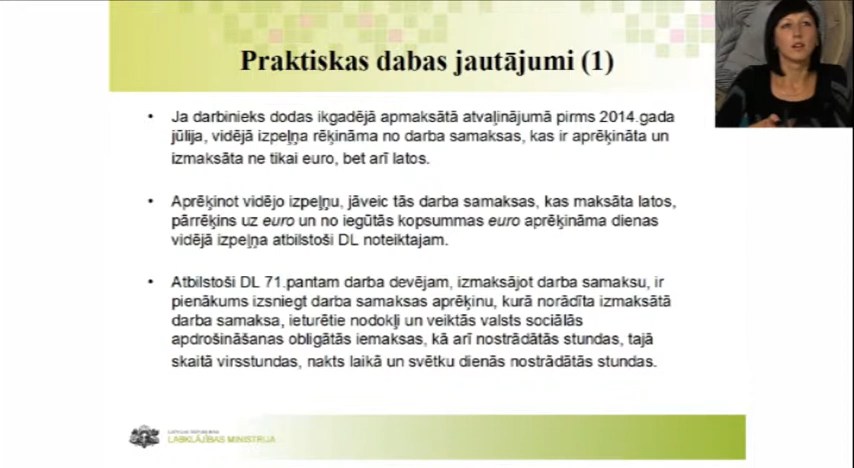 Praktiskas dabas jautājumi (1)
• Ja darbinieks dodas ikgadējā apmaksātā atvaļinājumā pirms 2014.gada
jūlija, vidējā izpeļņa rēķināma no darba samaksas, kas ir aprēķināta un
izmaksāta ne tikai euro, bet arī latos.
• Aprēķinot vidējo izpeļņu, jāveic tās darba samaksas, kas maksāta latos,
pārrēķins uz euro un no iegūtās kopsummas euro aprēķināma dienas
vidējā izpeļņa atbilstoši DL noteiktajam.
• Atbilstoši DL 71.pantam darba devējam, izmaksājot darba samaksu, ir
pienākums izsniegt darba samaksas aprēķinu, kurā norādīta izmaksātā
darba samaksa, ieturētie nodokļi un veiktās valsts sociālās
apdrošināšanas obligātās iemaksas, kā arī nostrādātās stundas, tajā
skaitā virsstundas, nakts laikā un svētku dienās nostrādātās stundas.
LABKLĀJĪBAS MINISTRIJA